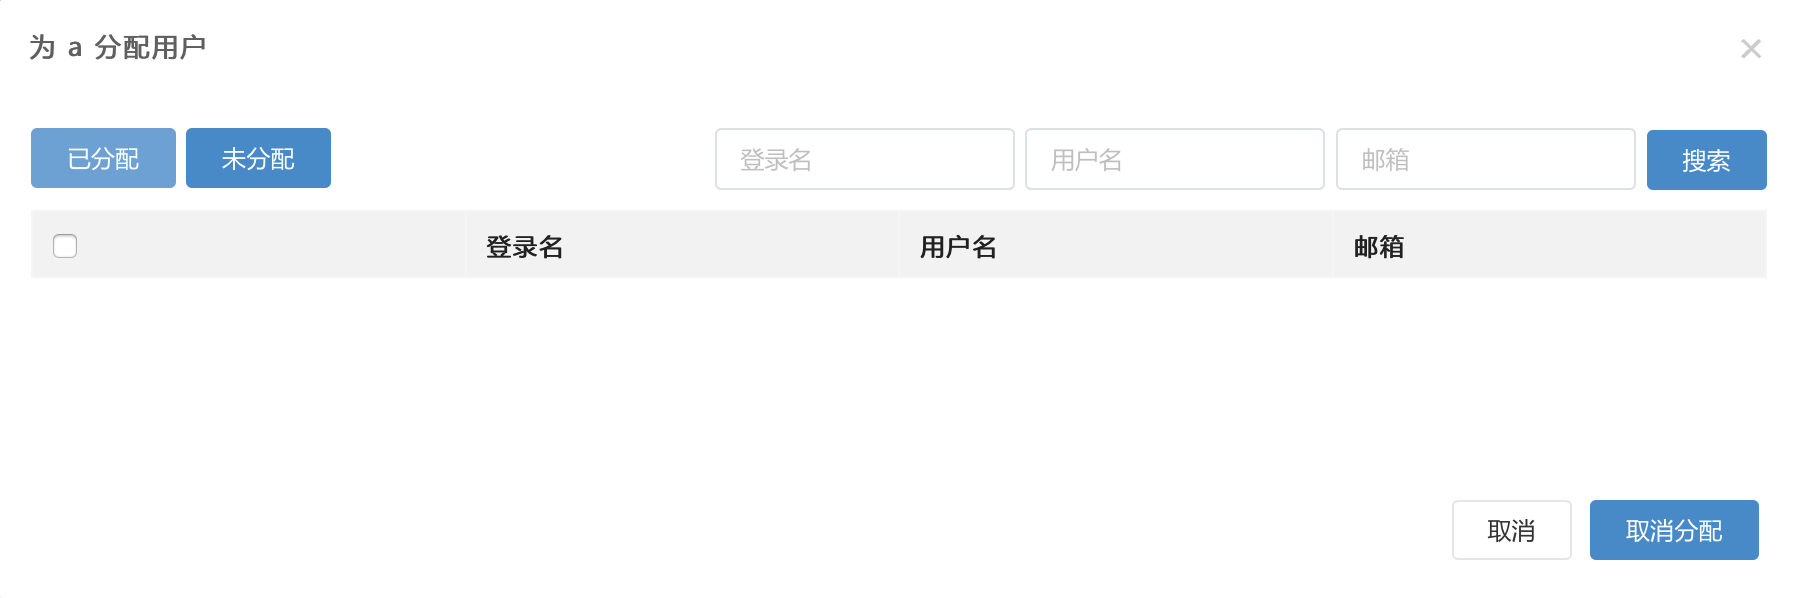 为 a 分配用户
已分配 未分配 登录名 用户名 邮箱 搜索
登录名 用户名 邮箱
取消 取消分配